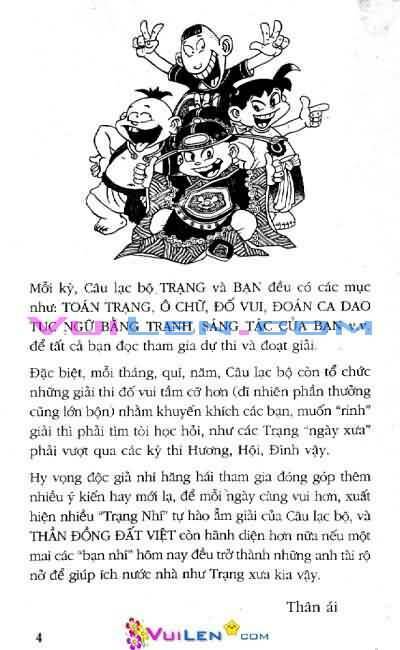 Mỗi kỳ, Câu lạc bộ TRẠNG và BẠN đều có các mục
như: TOÁN TRẠNG, Ô CHỮ, ĐỐ VUI, ĐOÁN CA DAO
TỤC NGỮ BẰNG TRANH, SÁNG TÁC CỦA BẠN v.v.
để tất cả bạn đọc tham gia dự thi và đoạt giải.
Đặc biệt, mỗi tháng, quí, năm, Câu lạc bộ còn tổ chức
những giải thi đố vui tầm cỡ hơn (dĩ nhiên phần thưởng
cũng lớn bộn) nhằm khuyến khích các bạn, muốn "rinh"
giải thì phải tìm tòi học hỏi, như các Trạng "ngày xưa"
phải vượt qua các kỳ thi Hương, Hội, Đình vậy.
Hy vọng độc giả nhí hăng hái tham gia đóng góp thêm
nhiều ý kiến hay mới lạ, để mỗi ngày càng vui hơn, xuất
hiện nhiều "Trạng Nhí" tự hào ẵm giải của Câu lạc bộ, và
THẦN ĐỒNG ĐẤT VIỆT còn hãnh diện hơn nữa nếu một
mai các "bạn nhí" hôm nay đều trở thành những anh tài rộ
nở để giúp ích nước nhà như Trạng xưa kia vậy.
Thân ái
4
VUILEN.COM